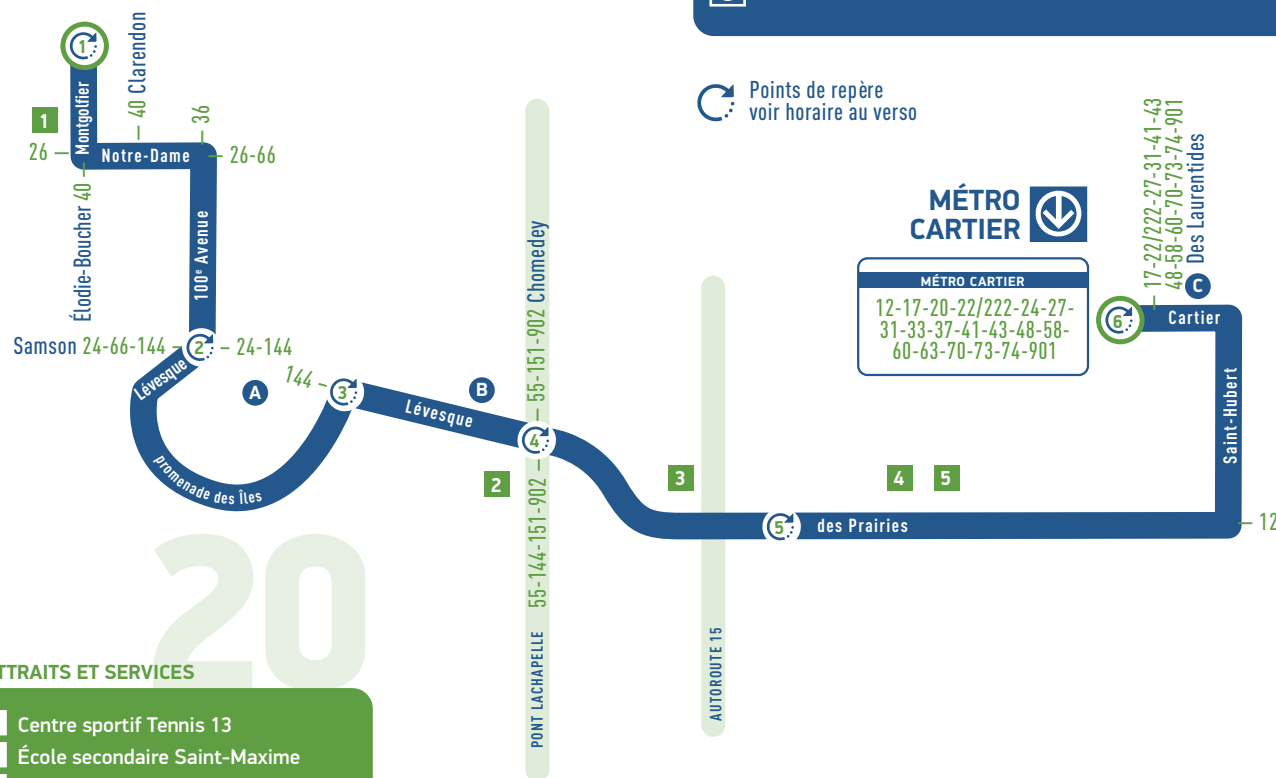 1
Montgolfier
1
26
40 Clarendon
36
Notre-Dame
26-66
Élodie-Boucher 40
100e Avenue
Samson 24-66-144
2
24-144
Lévesque
A
promenade des Îles
144
3
Lévesque
B
55-151-902 Chomedey
4
2
55-144-151-902
PONT LACHAPELLE
3
AUTOROUTE 15
5
des Prairies
4
5
12
Saint-Hubert
Cartier
6
C
17-22/222-27-31-41-43
48-58-60-70-73-74-901
Des Laurentides
Points de repère
voir horaire au verso
MÉTRO
CARTIER
MÉTRO CARTIER
12-17-20-22/222-24-27-
31-33-37-41-43-48-58-
60-63-70-73-74-901
20
TTRAITS ET SERVICES
Centre sportif Tennis 13
École secondaire Saint-Maxime